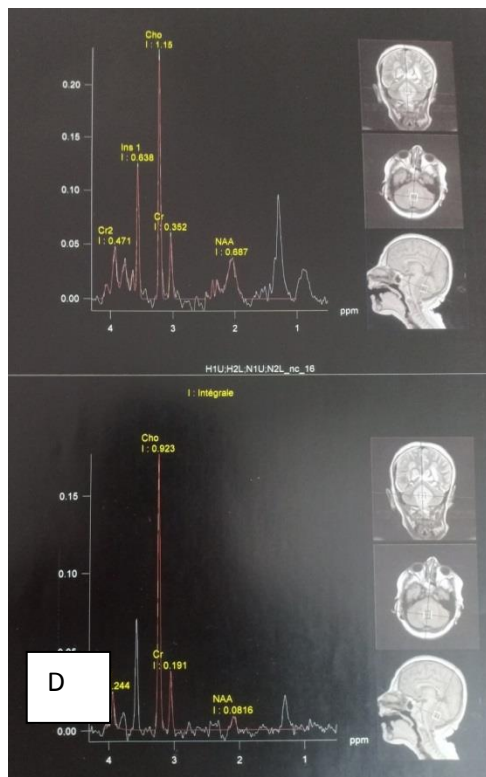 Cho
I : 1.15
0.20
0.15
Ins 1
I : 0.638
0.10
Cr2
I : 0.471
Cr
I : 0.352
NAA
I : 0.687
0.05
0.00
4 3 2 1
ppm
H1U;H2L;N1U;N2L_nc_16
I : Intégrale
Cho
I : 0.923
0.15
0.10
Cr
I : 0.191
.244
NAA
I : 0.0816
D
0.00
4 3 2 1
ppm